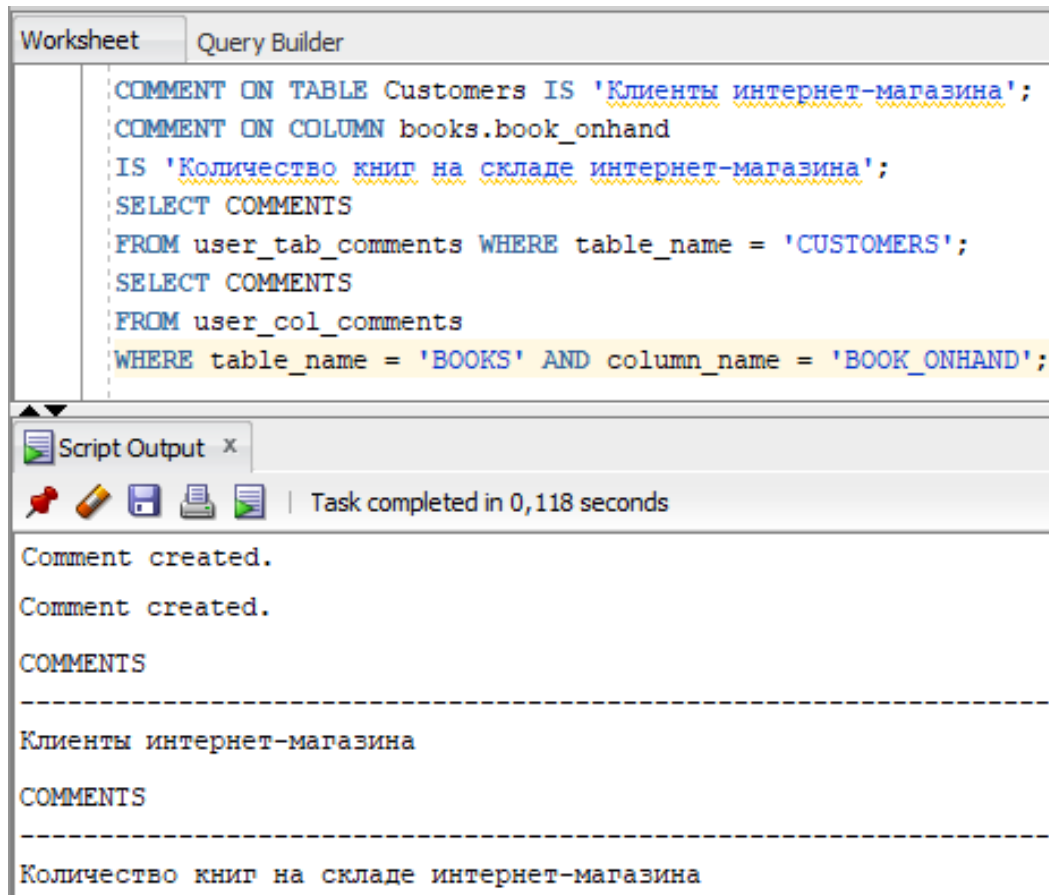 Worksheet Query Builder
COMMENT ON TABLE Customers IS 'Клиенты интернет-магазина';
COMMENT ON COLUMN books.book_onhand
IS 'Количество книг на складе интернет-магазина';
SELECT COMMENTS
FROM user_tab_comments WHERE table_name = 'CUSTOMERS';
SELECT COMMENTS
FROM user_col_comments
WHERE table_name = 'BOOKS' AND column_name = 'BOOK_ONHAND';
Script Output x
Task completed in 0,118 seconds
Comment created.
Comment created.
COMMENTS
------------------------------------------------------------------
Клиенты интернет-магазина
COMMENTS
------------------------------------------------------------------
Количество книг на складе интернет-магазина